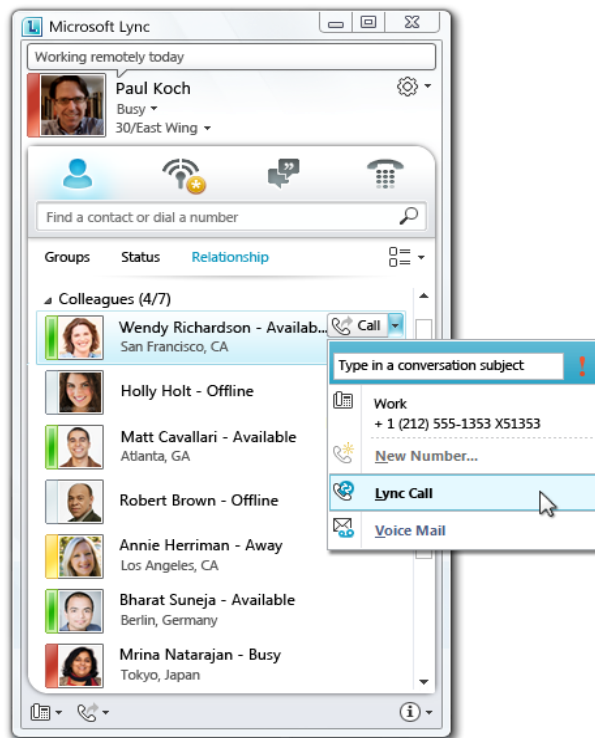 Microsoft Lync
Working remotely today
Paul Koch
Busy
30/East Wing
Find a contact or dial a number
Groups Status Relationship
Colleagues (4/7)
Wendy Richardson - Availab...
San Francisco, CA
Call
Type in a conversation subject !
Work
+ 1 (212) 555-1353 X51353
New Number...
Lync Call
Voice Mail
Holly Holt - Offline
Matt Cavallari - Available
Atlanta, GA
Robert Brown - Offline
Annie Herriman - Away
Los Angeles, CA
Bharat Suneja - Available
Berlin, Germany
Mrina Natarajan - Busy
Tokyo, Japan